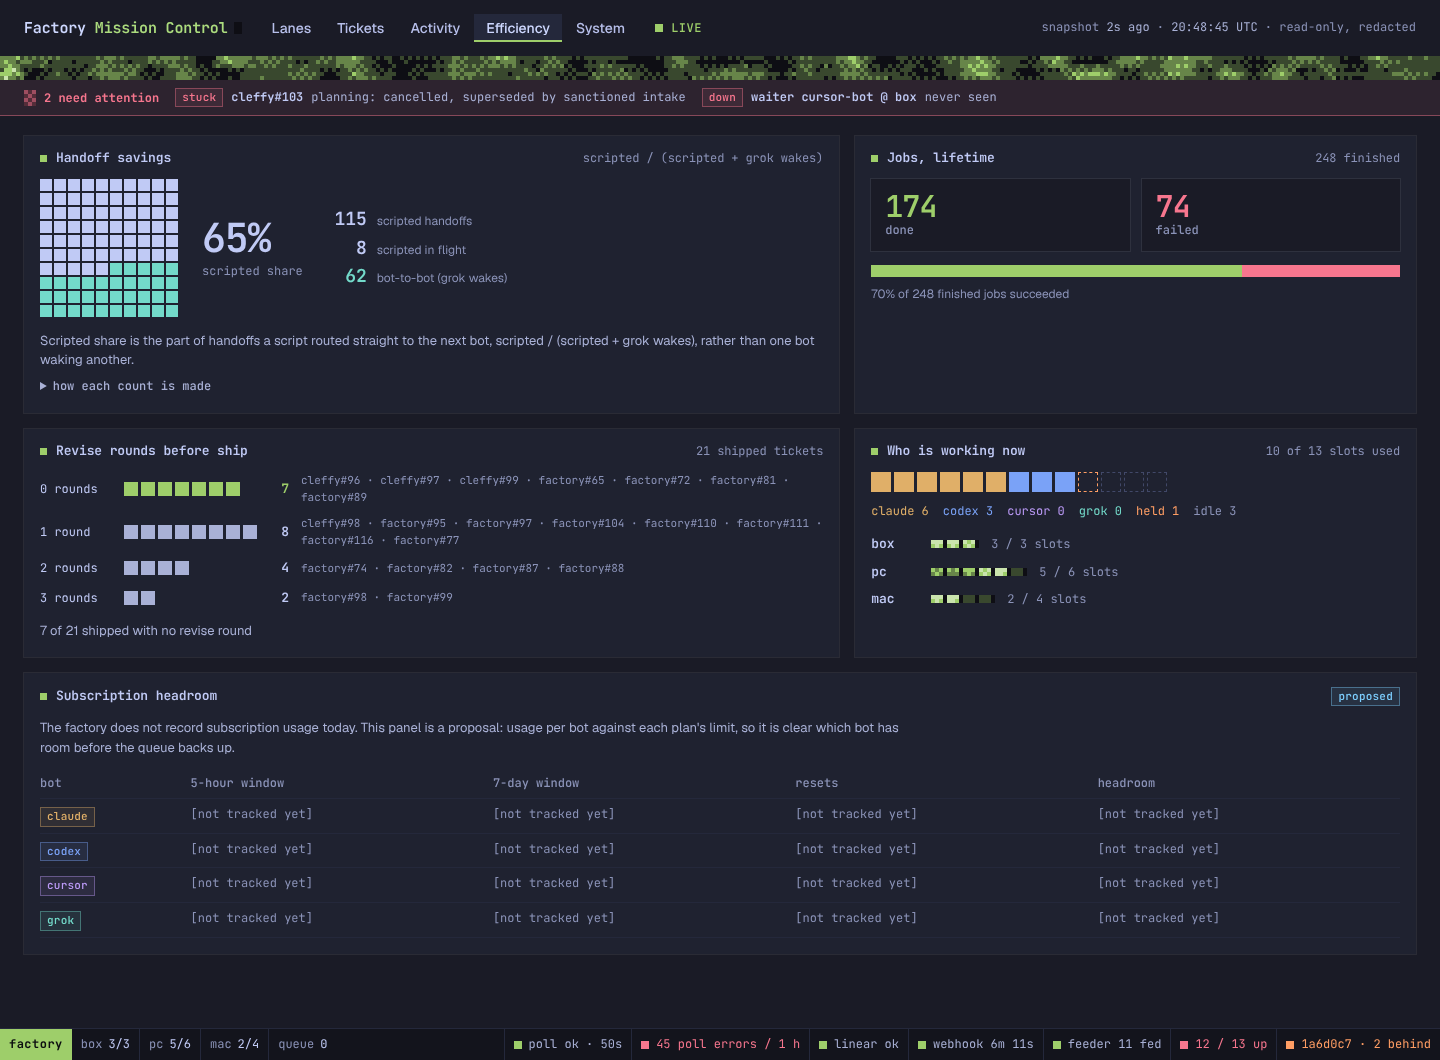 Factory Mission Control
Lanes Tickets Activity Efficiency System LIVE
snapshot 2s ago · 20:48:45 UTC · read-only, redacted
2 need attention stuck cleffy#103 planning: cancelled, superseded by sanctioned intake down waiter cursor-bot @ box never seen
Handoff savings scripted / (scripted + grok wakes)
65%
scripted share
115 scripted handoffs
8 scripted in flight
62 bot-to-bot (grok wakes)
Scripted share is the part of handoffs a script routed straight to the next bot, scripted / (scripted + grok wakes), rather than one bot
waking another.
how each count is made
Jobs, lifetime 248 finished
174
done
74
failed
70% of 248 finished jobs succeeded
Revise rounds before ship 21 shipped tickets
0 rounds 7 cleffy#96 · cleffy#97 · cleffy#99 · factory#65 · factory#72 · factory#81 ·
factory#89
1 round 8 cleffy#98 · factory#95 · factory#97 · factory#104 · factory#110 · factory#111 ·
factory#116 · factory#77
2 rounds 4 factory#74 · factory#82 · factory#87 · factory#88
3 rounds 2 factory#98 · factory#99
7 of 21 shipped with no revise round
Who is working now 10 of 13 slots used
claude 6 codex 3 cursor 0 grok 0 held 1 idle 3
box 3 / 3 slots
pc 5 / 6 slots
mac 2 / 4 slots
Subscription headroom proposed
The factory does not record subscription usage today. This panel is a proposal: usage per bot against each plan's limit, so it is clear which bot has
room before the queue backs up.
bot 5-hour window 7-day window resets headroom
claude [not tracked yet] [not tracked yet] [not tracked yet] [not tracked yet]
codex [not tracked yet] [not tracked yet] [not tracked yet] [not tracked yet]
cursor [not tracked yet] [not tracked yet] [not tracked yet] [not tracked yet]
grok [not tracked yet] [not tracked yet] [not tracked yet] [not tracked yet]
factory box 3/3 pc 5/6 mac 2/4 queue 0 poll ok · 50s 45 poll errors / 1 h linear ok webhook 6m 11s feeder 11 fed 12 / 13 up 1a6d0c7 · 2 behind